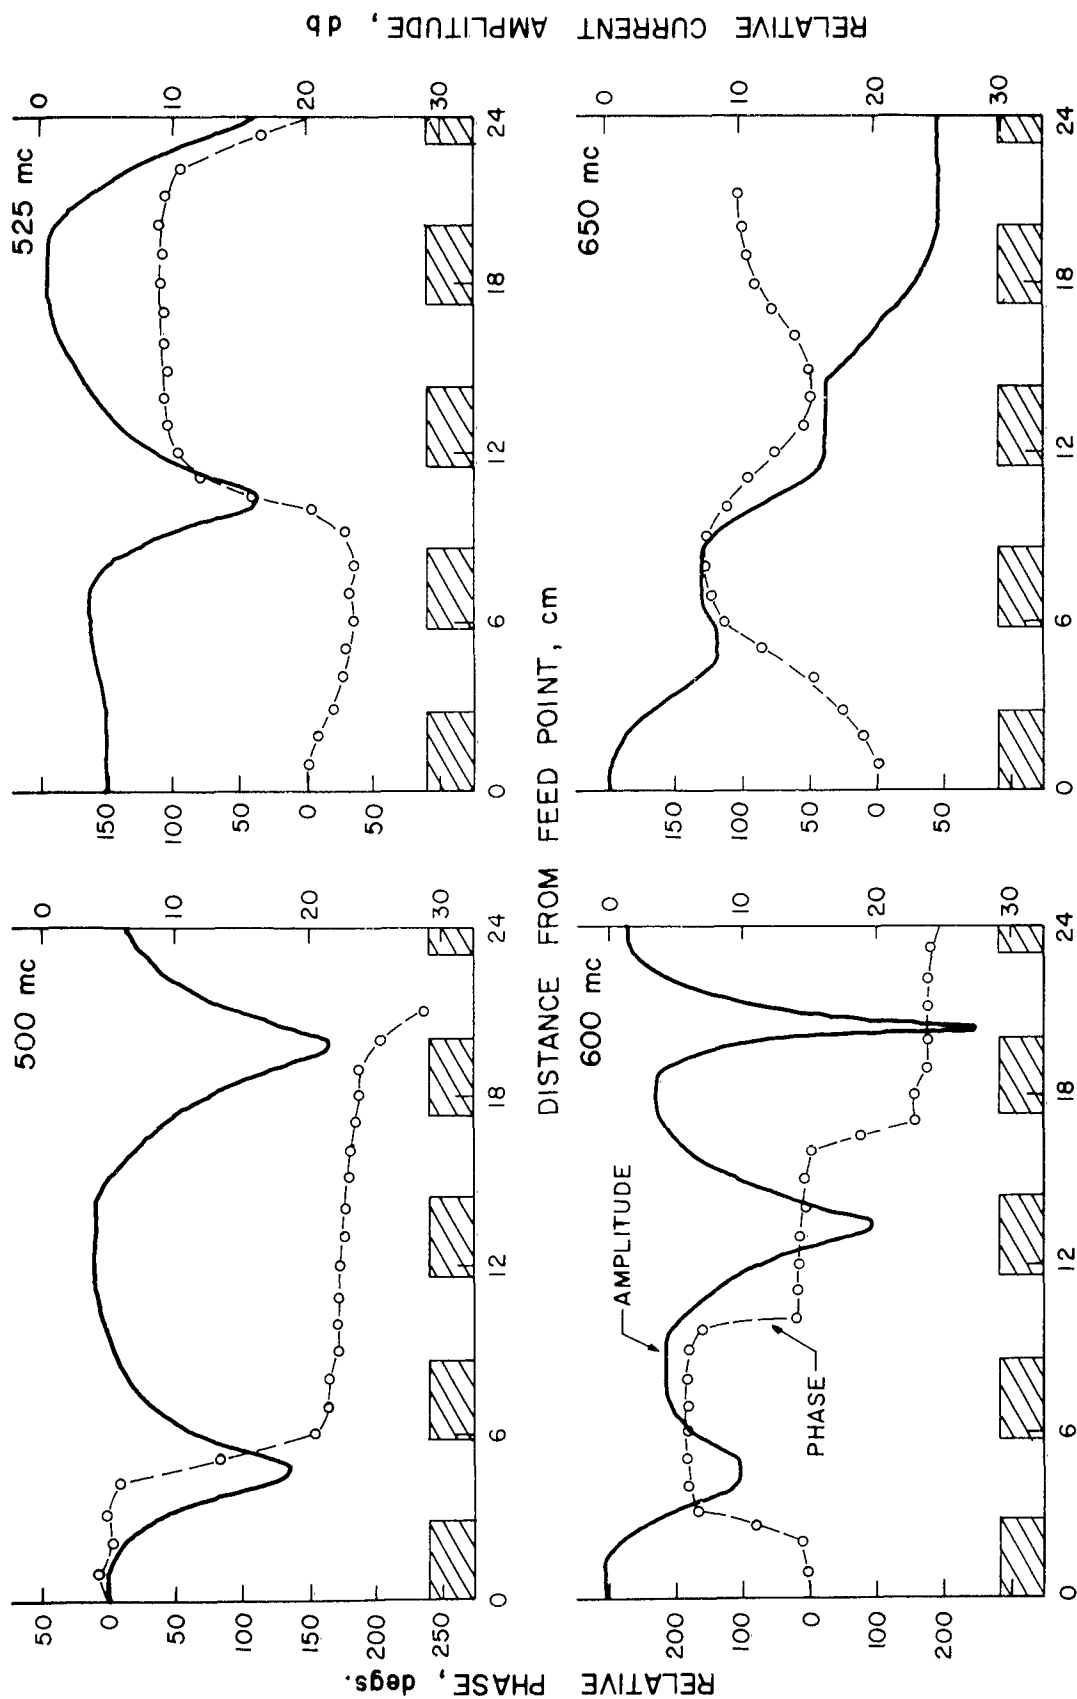 RELATIVE CURRENT AMPLITUDE, db
525 mc
0
10
20
30
150
100
50
0
50
0 6 12 18 24
650 mc
0
10
20
30
150
100
50
0
50
0 6 12 18 24
DISTANCE FROM FEED POINT, cm
500 mc
0
10
20
30
50
0
50
100
150
200
250
0 6 12 18 24
600 mc
0
10
20
30
200
100
0
100
200
0 6 12 18 24
AMPLITUDE
PHASE
RELATIVE PHASE, degs.